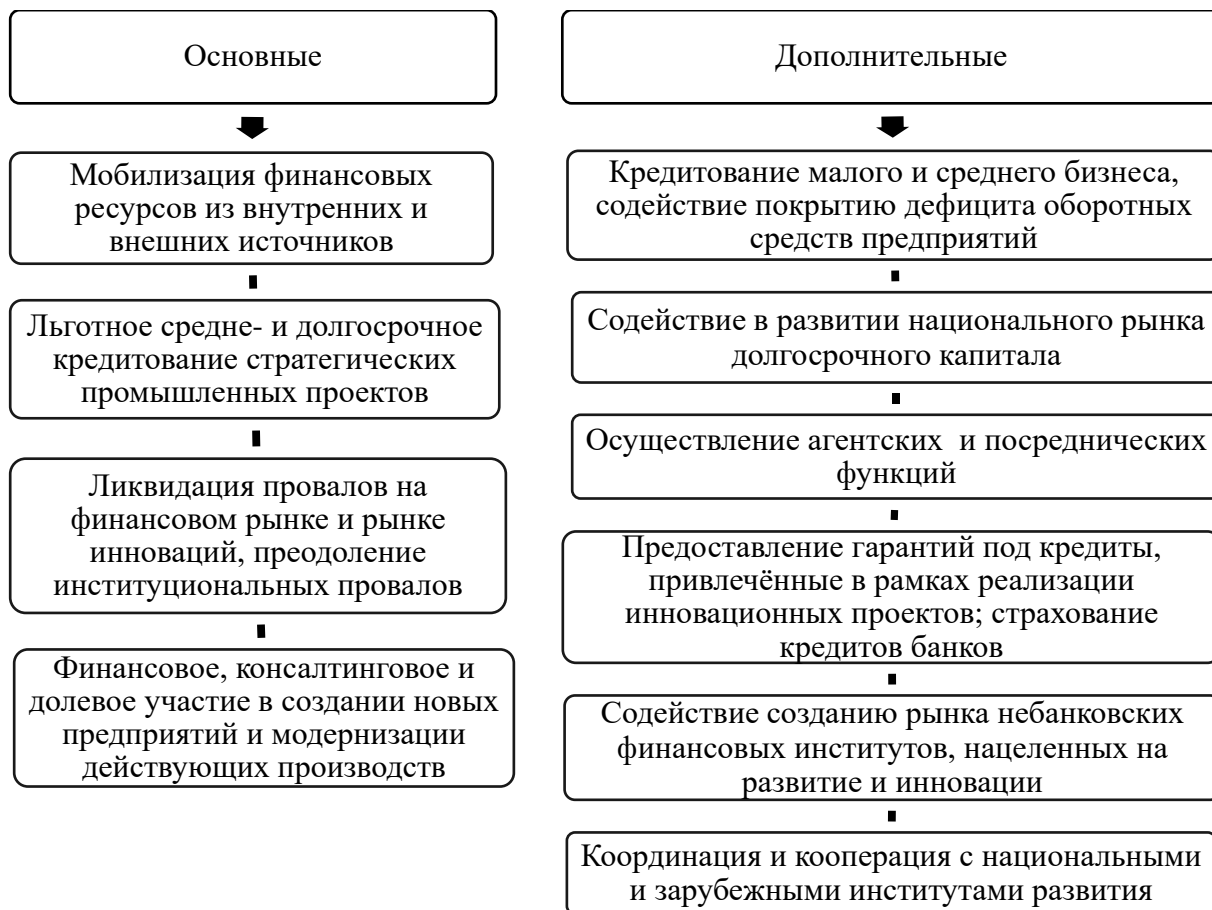 Основные
Мобилизация финансовых
ресурсов из внутренних и
внешних источников
Льготное средне- и долгосрочное
кредитование стратегических
промышленных проектов
Ликвидация провалов на
финансовом рынке и рынке
инноваций, преодоление
институциональных провалов
Финансовое, консалтинговое и
долевое участие в создании новых
предприятий и модернизации
действующих производств
Дополнительные
Кредитование малого и среднего бизнеса,
содействие покрытию дефицита оборотных
средств предприятий
Содействие в развитии национального рынка
долгосрочного капитала
Осуществление агентских  и посреднических
функций
Предоставление гарантий под кредиты,
привлечённые в рамках реализации
инновационных проектов; страхование
кредитов банков
Содействие созданию рынка небанковских
финансовых институтов, нацеленных на
развитие и инновации
Координация и кооперация с национальными
и зарубежными институтами развития